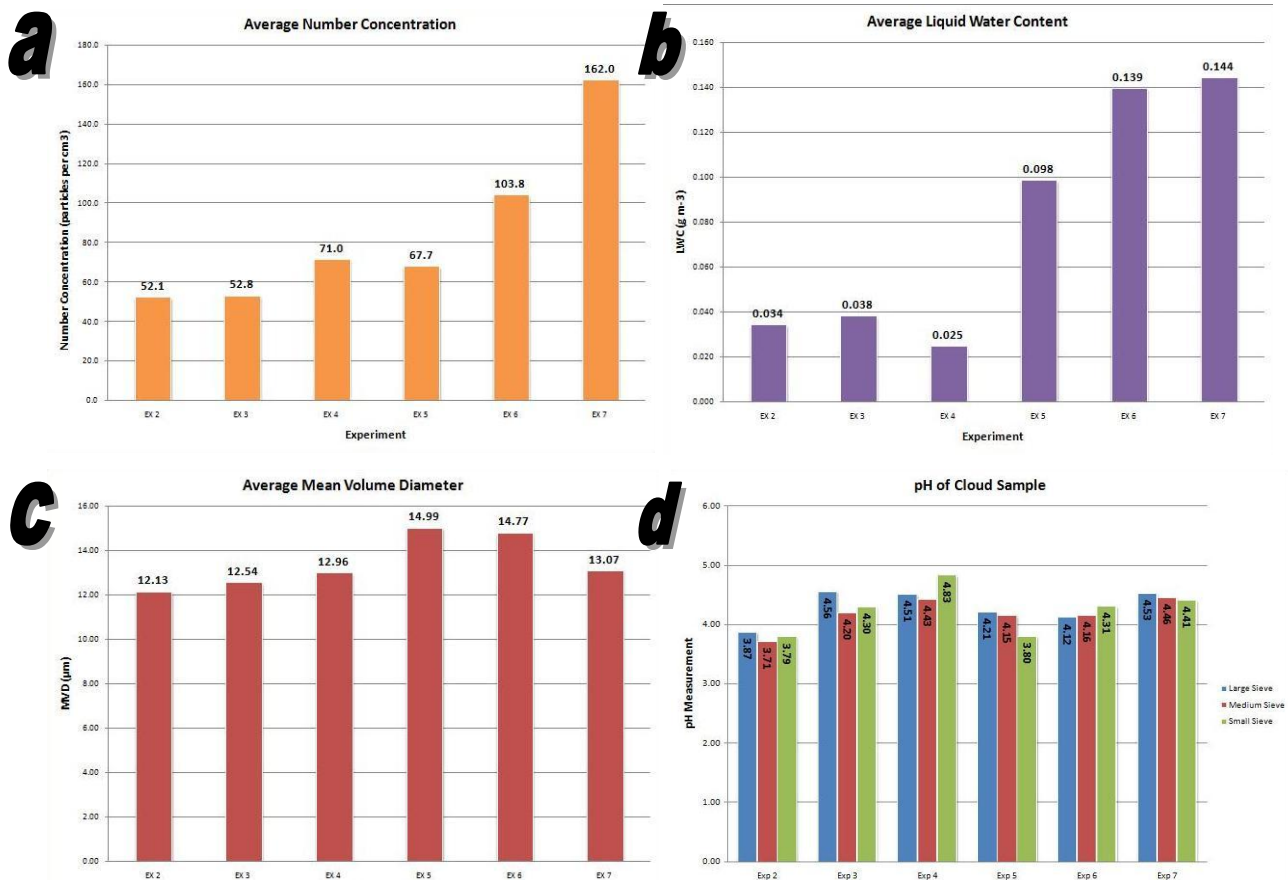 a
Average Number Concentration
180.0
160.0
140.0
120.0
100.0
80.0
60.0
40.0
20.0
0.0
Number Concentration (particles per cm3)
52.1
52.8
71.0
67.7
103.8
162.0
EX 2
EX 3
EX 4
EX 5
EX 6
EX 7
Experiment
b
Average Liquid Water Content
0.160
0.140
0.120
0.100
0.080
0.060
0.040
0.020
0.000
LWC (g m-3)
0.034
0.038
0.025
0.098
0.139
0.144
EX 2
EX 3
EX 4
EX 5
EX 6
EX 7
Experiment
c
Average Mean Volume Diameter
16.00
14.00
12.00
10.00
8.00
6.00
4.00
2.00
0.00
MVD (µm)
12.13
12.54
12.96
14.99
14.77
13.07
EX 2
EX 3
EX 4
EX 5
EX 6
EX 7
d
pH of Cloud Sample
6.00
5.00
4.00
3.00
2.00
1.00
0.00
pH Measurement
3.87
3.71
3.79
4.56
4.20
4.30
4.51
4.43
4.83
4.21
4.15
3.80
4.12
4.16
4.31
4.53
4.46
4.41
Exp 2
Exp 3
Exp 4
Exp 5
Exp 6
Exp 7
Large Sieve
Medium Sieve
Small Sieve